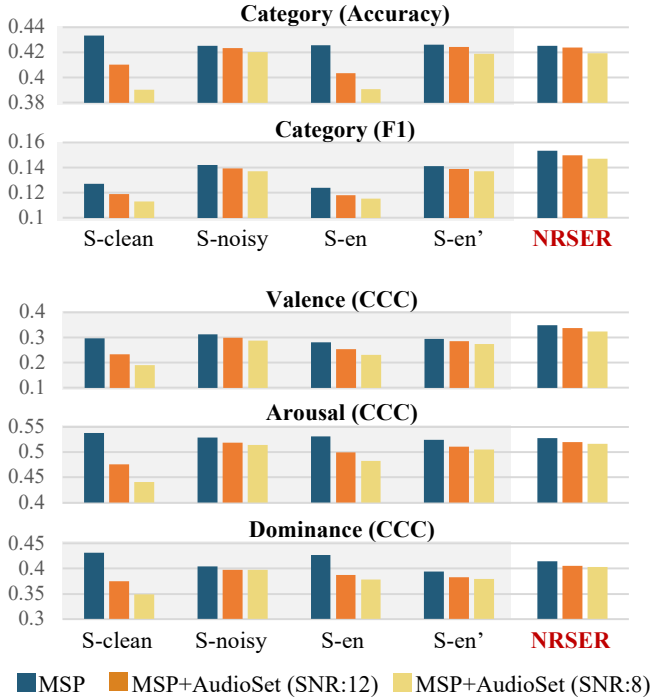 Category (Accuracy)
0.44
0.42
0.4
0.38
Category (F1)
0.16
0.14
0.12
0.1
S-clean S-noisy S-en S-en’ NRSER
Valence (CCC)
0.4
0.3
0.2
0.1
Arousal (CCC)
0.55
0.5
0.45
0.4
Dominance (CCC)
0.45
0.4
0.35
0.3
S-clean S-noisy S-en S-en’ NRSER
MSP MSP+AudioSet (SNR:12) MSP+AudioSet (SNR:8)